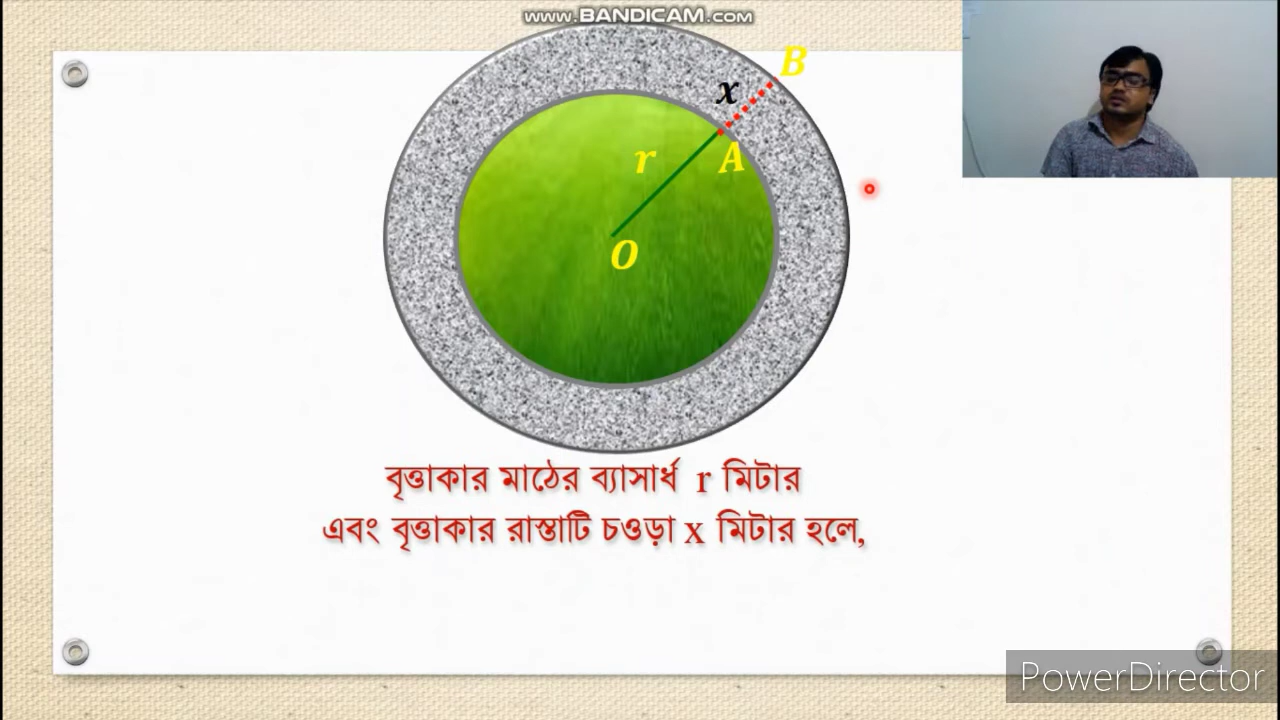 www.BANDICAM.com
B
x
r
A
O
বৃত্তাকার মাঠের ব্যাসার্ধ r মিটার
এবং বৃত্তাকার রাস্তাটি চওড়া x মিটার হলে,
PowerDirector